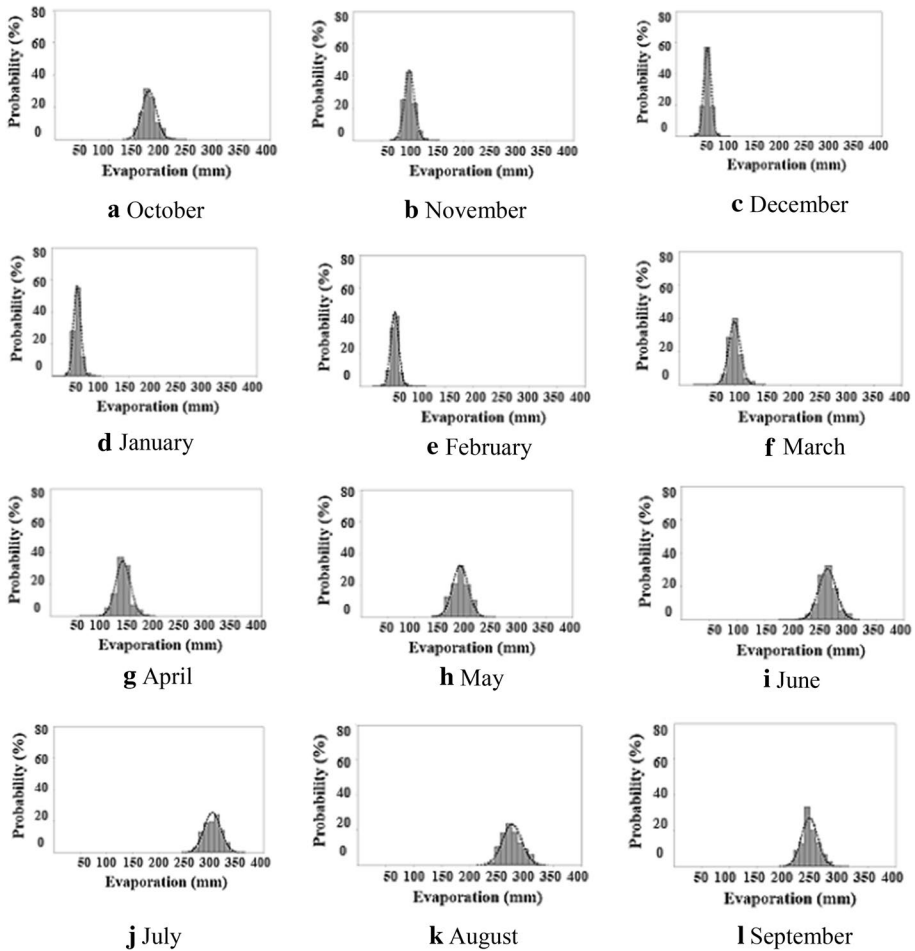 80
60
40
20
0
Probability (%)
50 100 150 200 250 300 350 400
Evaporation (mm)
a October
80
60
40
20
0
Probability (%)
50 100 150 200 250 300 350 400
Evaporation (mm)
b November
80
60
40
20
0
Probability (%)
50 100 150 200 250 300 350 400
Evaporation (mm)
c December
80
60
40
20
0
Probability (%)
50 100 150 200 250 300 350 400
Evaporation (mm)
d January
80
60
40
20
0
Probability (%)
50 100 150 200 250 300 350 400
Evaporation (mm)
e February
80
60
40
20
0
Probability (%)
50 100 150 200 250 300 350 400
Evaporation (mm)
f March
80
60
40
20
0
Probability (%)
50 100 150 200 250 300 350 400
Evaporation (mm)
g April
80
60
40
20
0
Probability (%)
50 100 150 200 250 300 350 400
Evaporation (mm)
h May
80
60
40
20
0
Probability (%)
50 100 150 200 250 300 350 400
Evaporation (mm)
i June
80
60
40
20
0
Probability (%)
50 100 150 200 250 300 350 400
Evaporation (mm)
j July
80
60
40
20
0
Probability (%)
50 100 150 200 250 300 350 400
Evaporation (mm)
k August
80
60
40
20
0
Probability (%)
50 100 150 200 250 300 350 400
Evaporation (mm)
l September